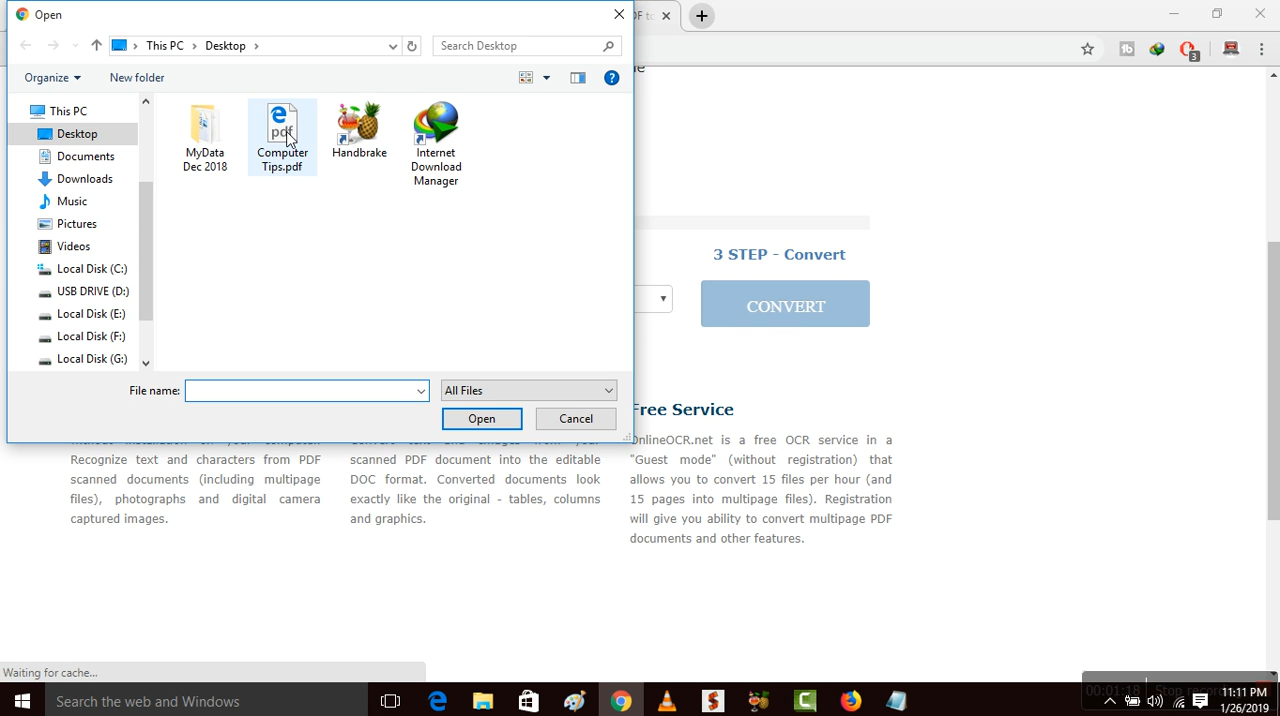 Open
This PC
Desktop
Search Desktop
Organize
New folder
This PC
Desktop
Documents
Downloads
Music
Pictures
Videos
Local Disk (C:)
USB DRIVE (D:)
Local Disk (E:)
Local Disk (F:)
Local Disk (G:)
MyData
Dec 2018
pdf
Computer
Tips.pdf
Handbrake
Internet
Download
Manager
File name:
All Files
Open
Cancel
3
3 STEP - Convert
CONVERT
Recognize text and characters from PDF
scanned documents (including multipage
files), photographs and digital camera
captured images.
scanned PDF document into the editable
DOC format. Converted documents look
exactly like the original - tables, columns
and graphics.
Free Service
OnlineOCR.net is a free OCR service in a
"Guest mode" (without registration) that
allows you to convert 15 files per hour (and
15 pages into multipage files). Registration
will give you ability to convert multipage PDF
documents and other features.
Waiting for cache...
Search the web and Windows
00:01:18
11:11 PM
1/26/2019